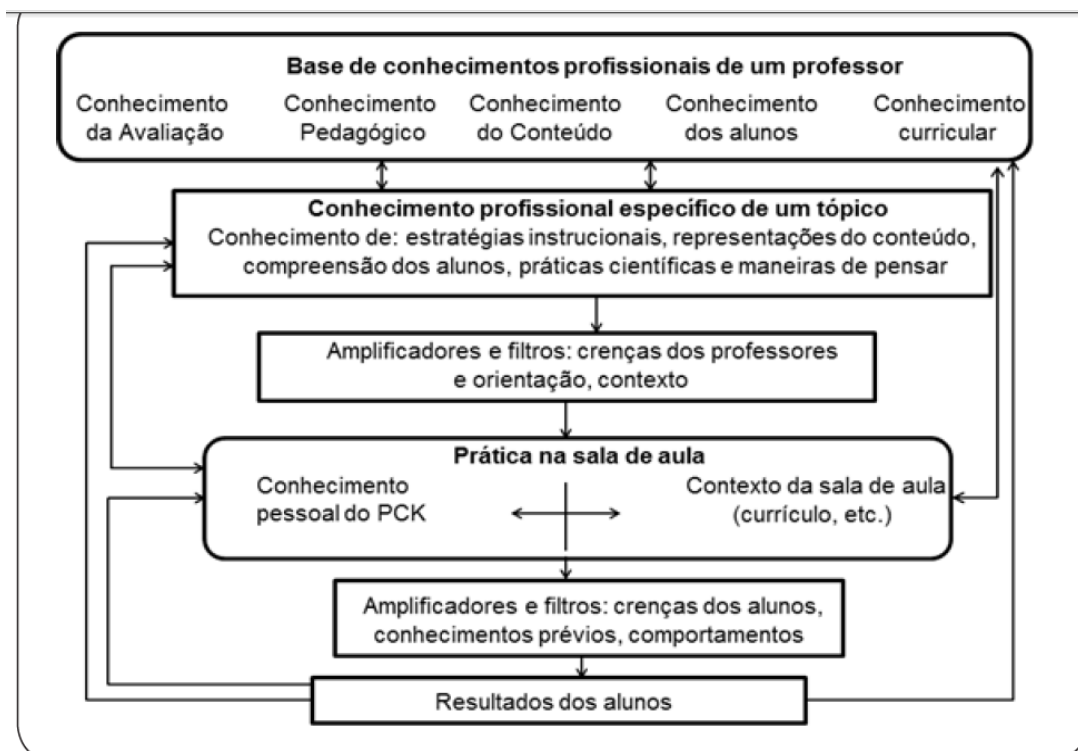 Base de conhecimentos profissionais de um professor
Conhecimento da Avaliação
Conhecimento Pedagógico
Conhecimento do Conteúdo
Conhecimento dos alunos
Conhecimento curricular
Conhecimento profissional específico de um tópico
Conhecimento de: estratégias instrucionais, representações do conteúdo,
compreensão dos alunos, práticas científicas e maneiras de pensar
Amplificadores e filtros: crenças dos professores
e orientação, contexto
Prática na sala de aula
Conhecimento
pessoal do PCK
Contexto da sala de aula
(currículo, etc.)
Amplificadores e filtros: crenças dos alunos,
conhecimentos prévios, comportamentos
Resultados dos alunos